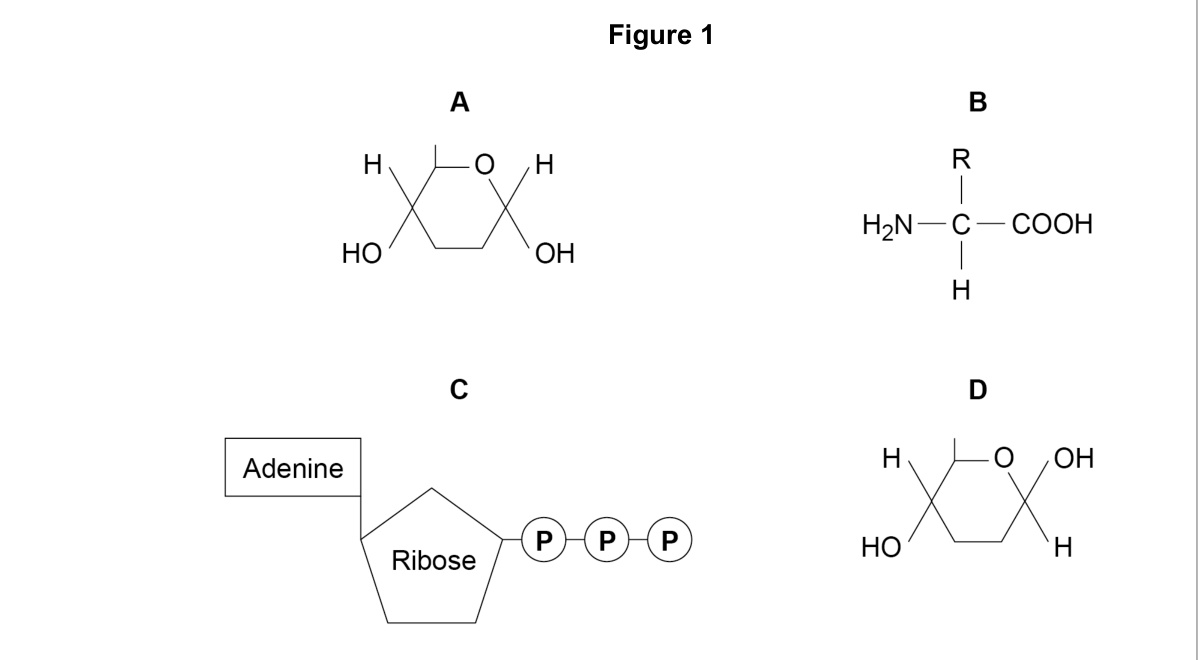 Figure 1
A
H O H
HO OH
B
R
H₂N C COOH
H
C
Adenine
Ribose P P P
D
H O OH
HO H